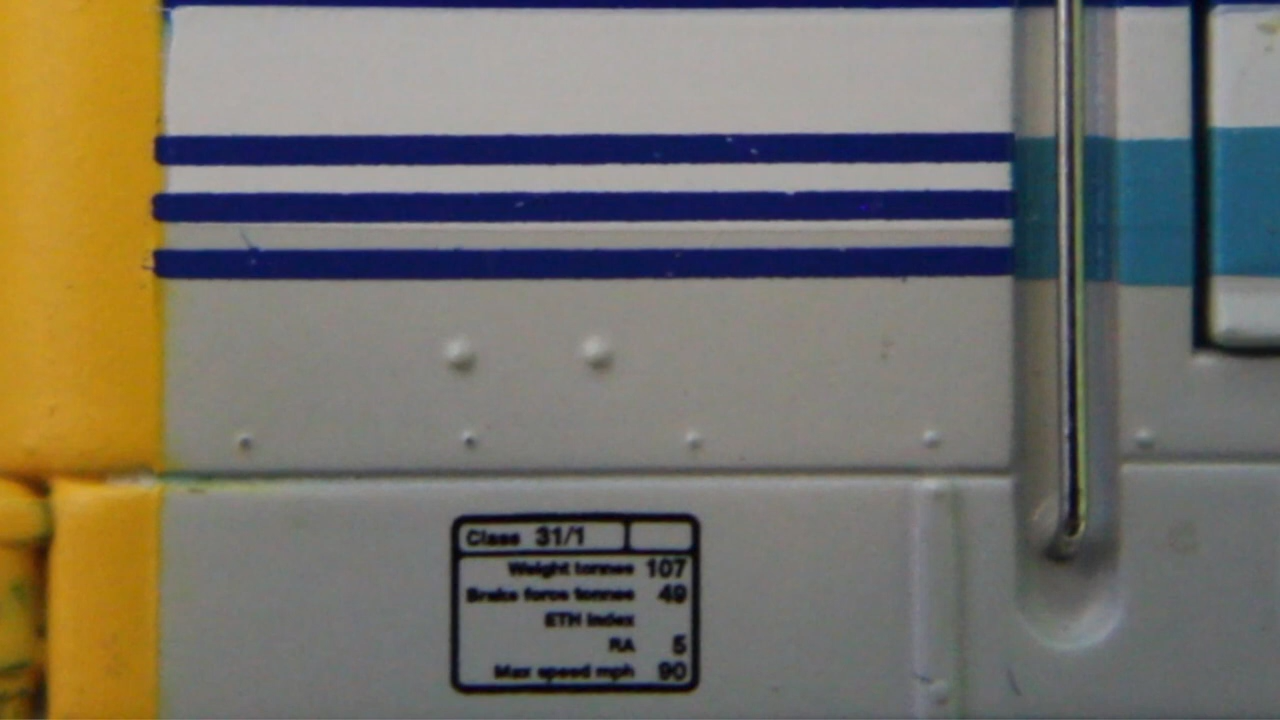 Class 31/1
Weight tonnes 107
Brake force tonnes 49
ETH index
RA 5
Max speed mph 90